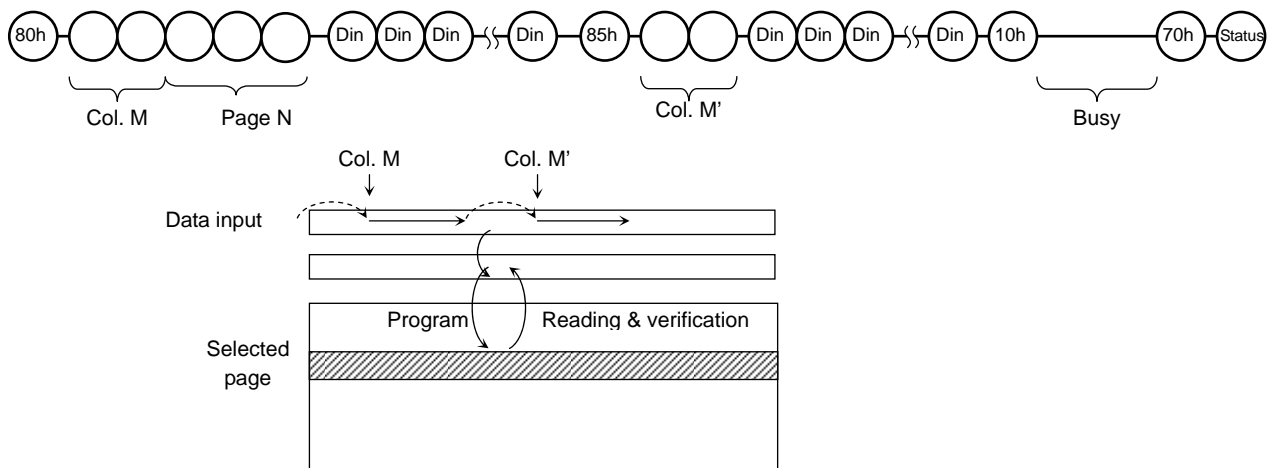 80h Din Din Din Din 85h Din Din Din Din 10h 70h Status
Col. M Page N Col. M’ Busy
Col. M Col. M’
Data input
Program Reading & verification
Selected
page